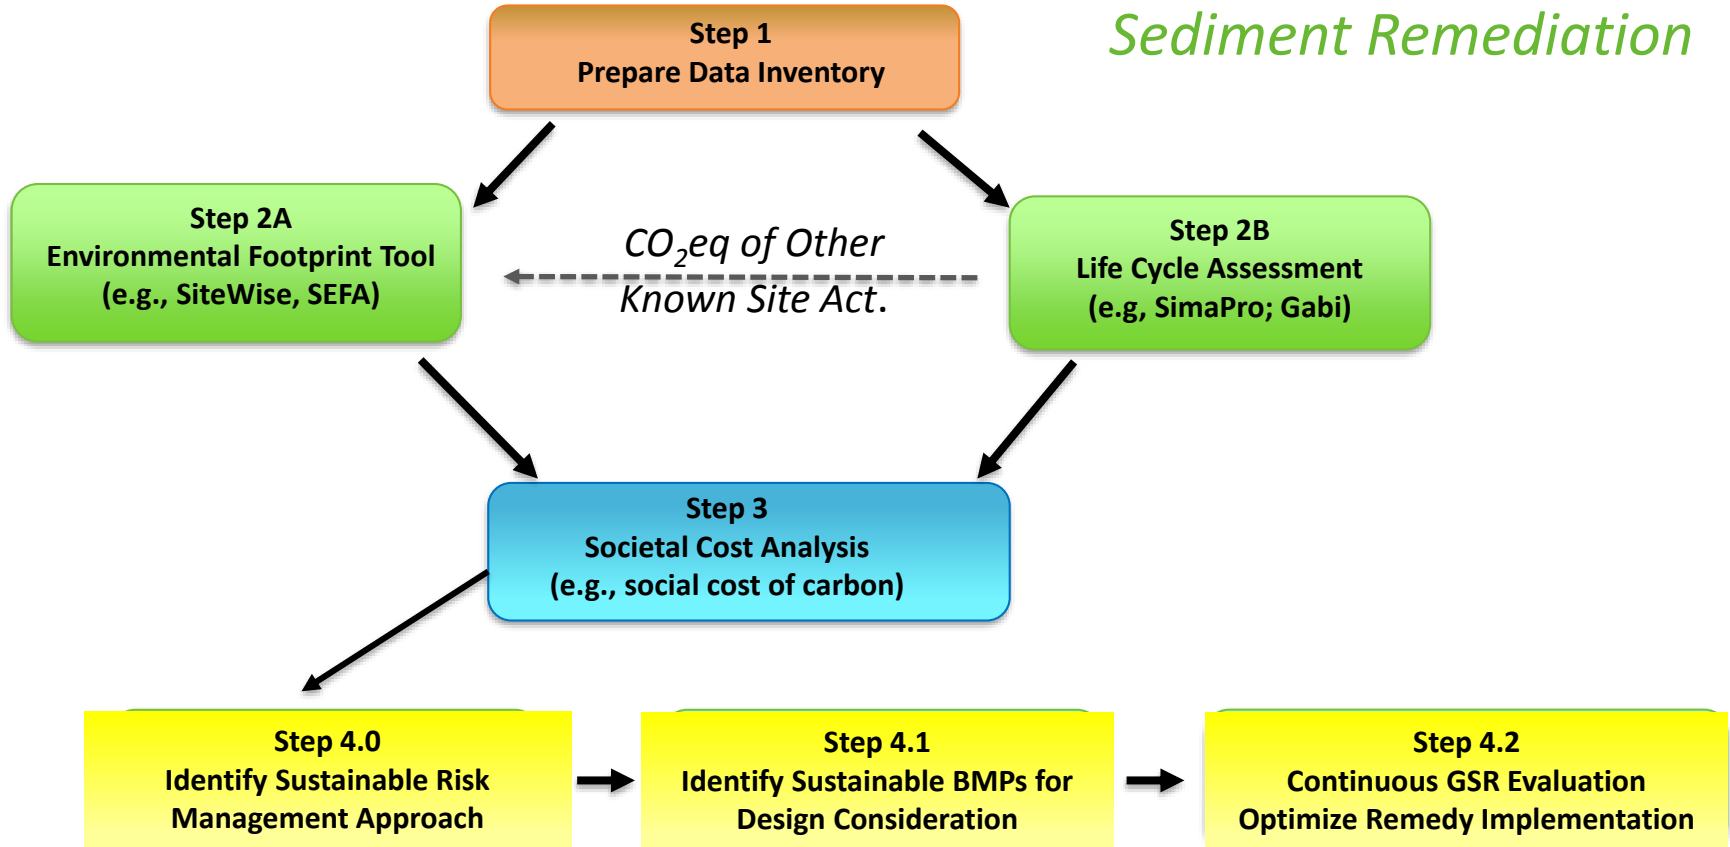 Sediment Remediation
Step 1
Prepare Data Inventory
Step 2A
Environmental Footprint Tool
(e.g., SiteWise, SEFA)
CO₂eq of Other
Known Site Act.
Step 2B
Life Cycle Assessment
(e.g, SimaPro; Gabi)
Step 3
Societal Cost Analysis
(e.g., social cost of carbon)
Step 4.0
Identify Sustainable Risk
Management Approach
Step 4.1
Identify Sustainable BMPs for
Design Consideration
Step 4.2
Continuous GSR Evaluation
Optimize Remedy Implementation